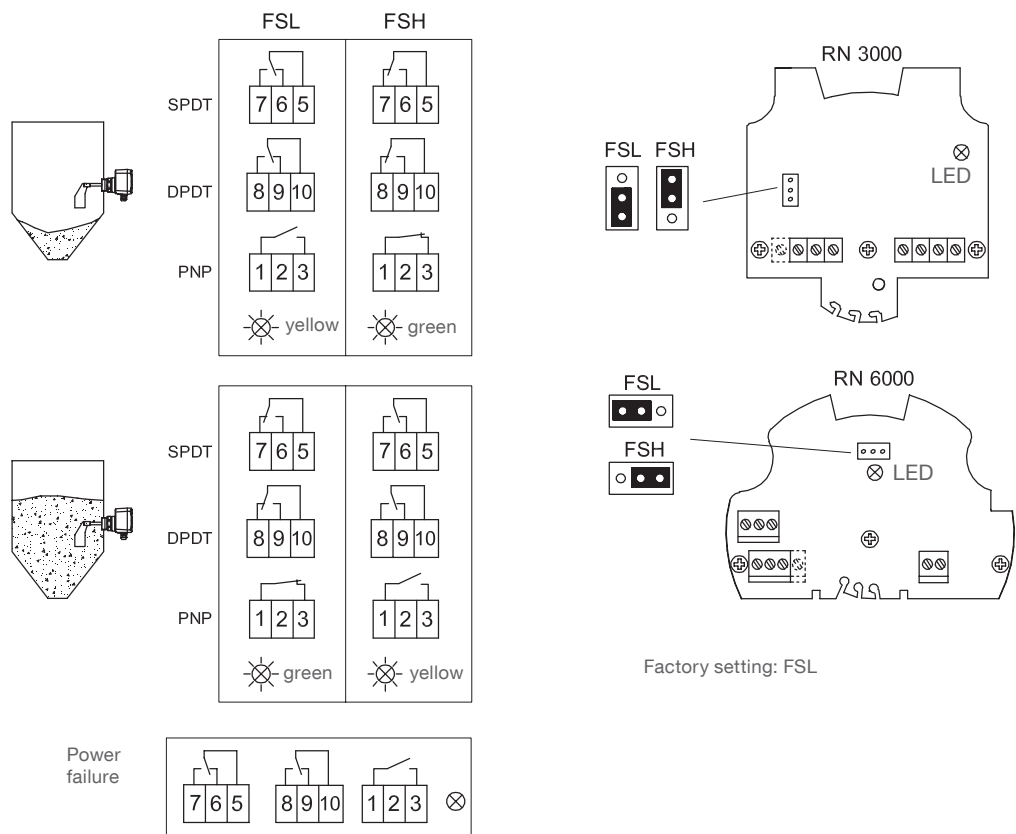 FSL FSH
SPDT 7 6 5 7 6 5
DPDT 8 9 10 8 9 10
PNP 1 2 3 1 2 3
yellow green
SPDT 7 6 5 7 6 5
DPDT 8 9 10 8 9 10
PNP 1 2 3 1 2 3
green yellow
Power
failure
7 6 5 8 9 10 1 2 3
RN 3000
FSL FSH
LED
RN 6000
FSL
FSH
LED
Factory setting: FSL